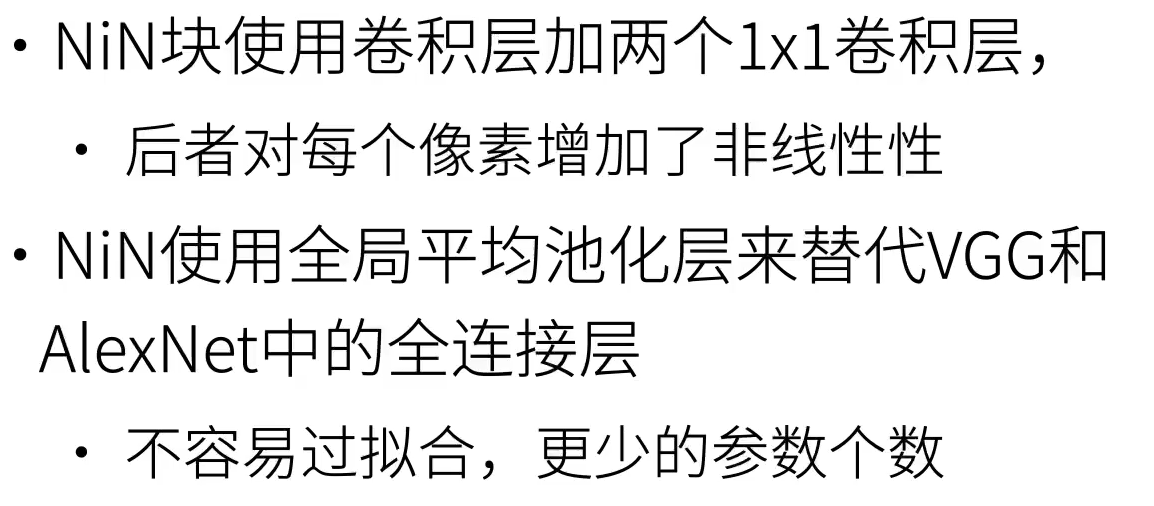 • NiN块使用卷积层加两个1x1卷积层，
• 后者对每个像素增加了非线性性
• NiN使用全局平均池化层来替代VGG和
AlexNet中的全连接层
• 不容易过拟合，更少的参数个数